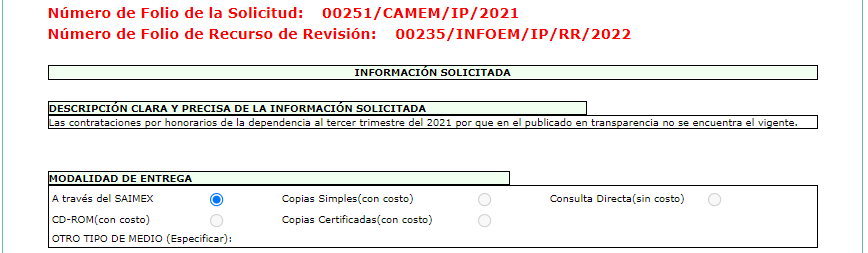 Número de Folio de la Solicitud: 00251/CAMEM/IP/2021
Número de Folio de Recurso de Revisión: 00235/INFOEM/IP/RR/2022
INFORMACIÓN SOLICITADA
DESCRIPCIÓN CLARA Y PRECISA DE LA INFORMACIÓN SOLICITADA
Las contrataciones por honorarios de la dependencia al tercer trimestre del 2021 por que en el publicado en transparencia no se encuentra el vigente.
MODALIDAD DE ENTREGA
A través del SAIMEX Copias Simples(con costo) Consulta Directa(sin costo)
CD-ROM(con costo) Copias Certificadas(con costo)
OTRO TIPO DE MEDIO (Especificar):